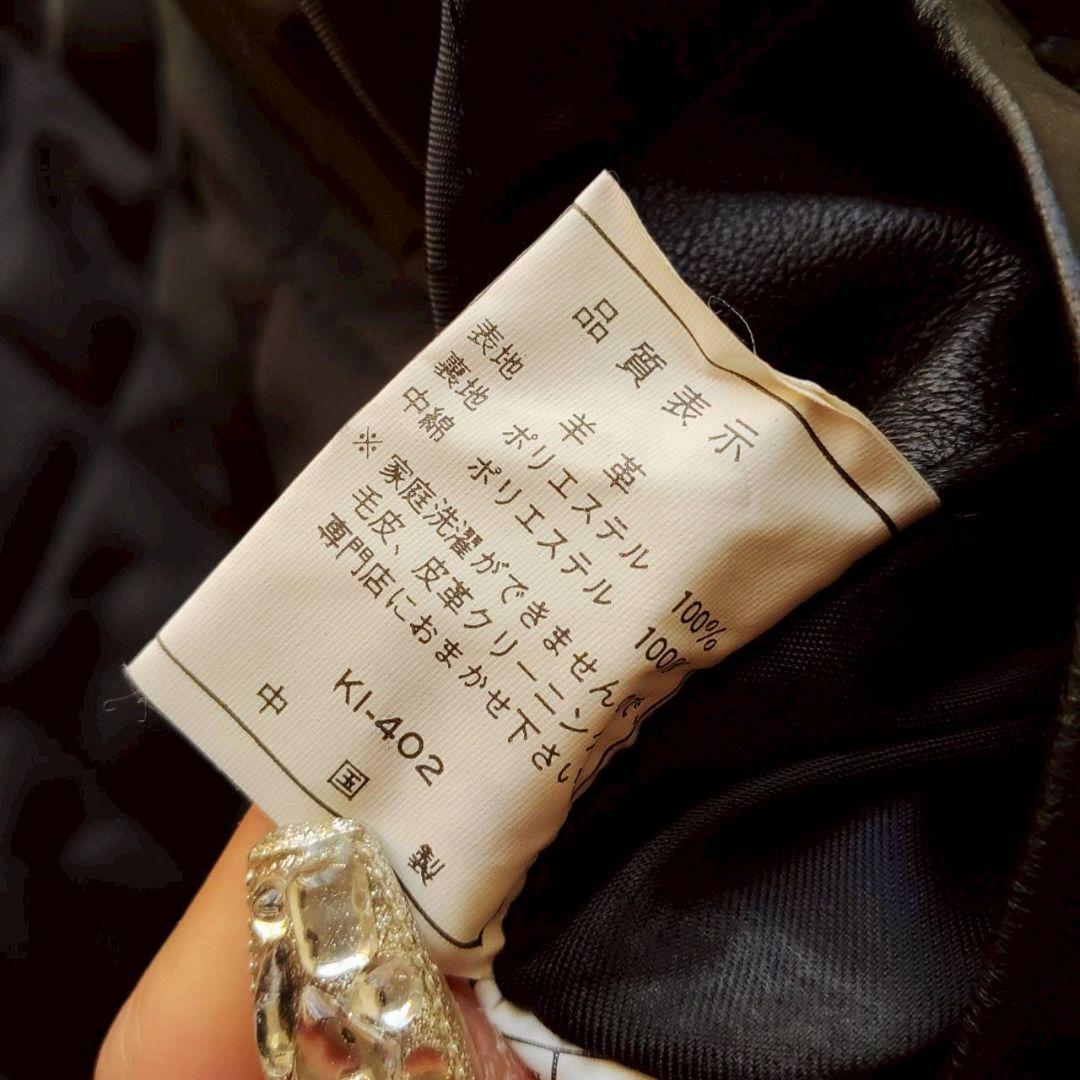 品質表示
表地 羊革
裏地 ポリエステル 100%
中綿 ポリエステル 100%
※家庭洗濯ができませんので
毛皮、皮革クリーニング
専門店におまかせ下さい
KI-402
中国製